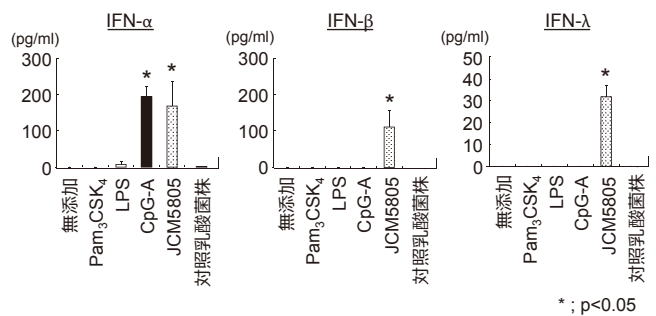 IFN-α
(pg/ml)
300
200
100
0
*
*
無添加
Pam3CSK4
LPS
CpG-A
JCM5805
対照乳酸菌株
IFN-β
(pg/ml)
300
200
100
0
*
無添加
Pam3CSK4
LPS
CpG-A
JCM5805
対照乳酸菌株
IFN-λ
(pg/ml)
50
40
30
20
10
0
*
無添加
Pam3CSK4
LPS
CpG-A
JCM5805
対照乳酸菌株
* ; p<0.05